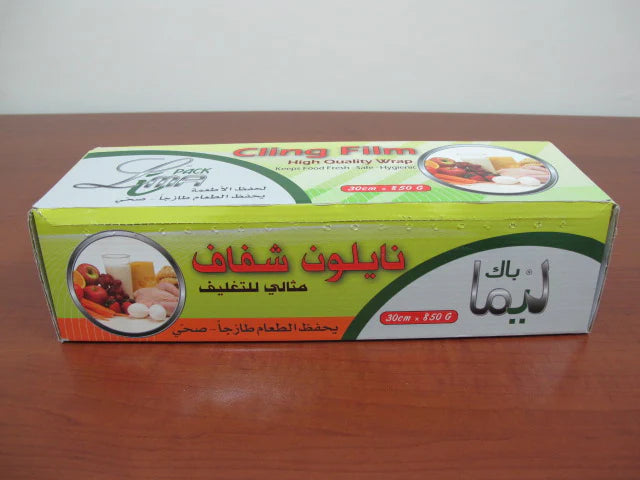 Cling Film
High Quality Wrap
Keeps Food Fresh - Safe - Hygienic
30cm × 850 G
Lima
PACK
لحفظ الأطعمة
يحفظ الطعام طازجاً - صحي
نايلون شفاف
مثالي للتغليف
يحفظ الطعام طازجاً - صحي
باك
ليما
®
30cm × 850 G